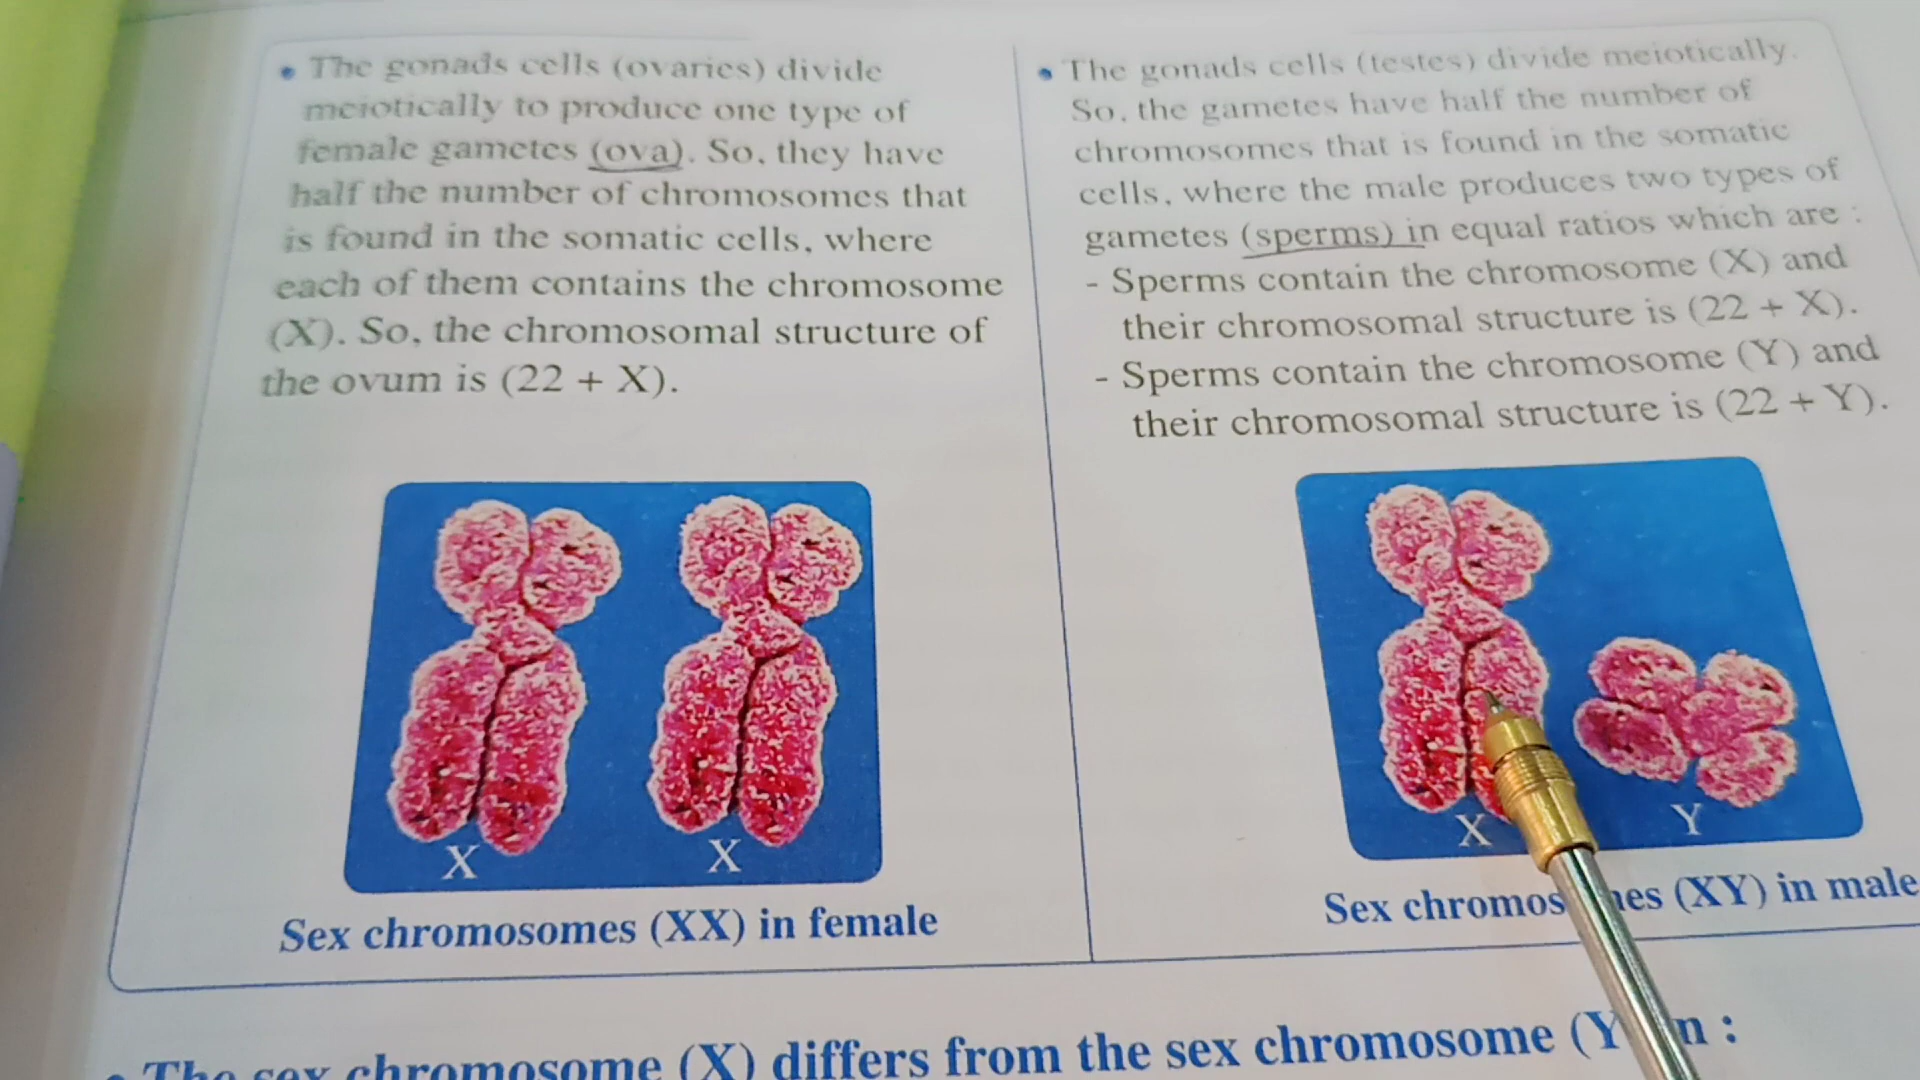 • The gonads cells (ovaries) divide
meiotically to produce one type of
female gametes (ova). So, they have
half the number of chromosomes that
is found in the somatic cells, where
each of them contains the chromosome
(X). So, the chromosomal structure of
the ovum is (22 + X).
X
X
Sex chromosomes (XX) in female
• The gonads cells (testes) divide meiotically.
So, the gametes have half the number of
chromosomes that is found in the somatic
cells, where the male produces two types of
gametes (sperms) in equal ratios which are :
- Sperms contain the chromosome (X) and
their chromosomal structure is (22 + X).
- Sperms contain the chromosome (Y) and
their chromosomal structure is (22 + Y).
X
Y
Sex chromosomes (XY) in male
• The sex chromosome (X) differs from the sex chromosome (Y) in :